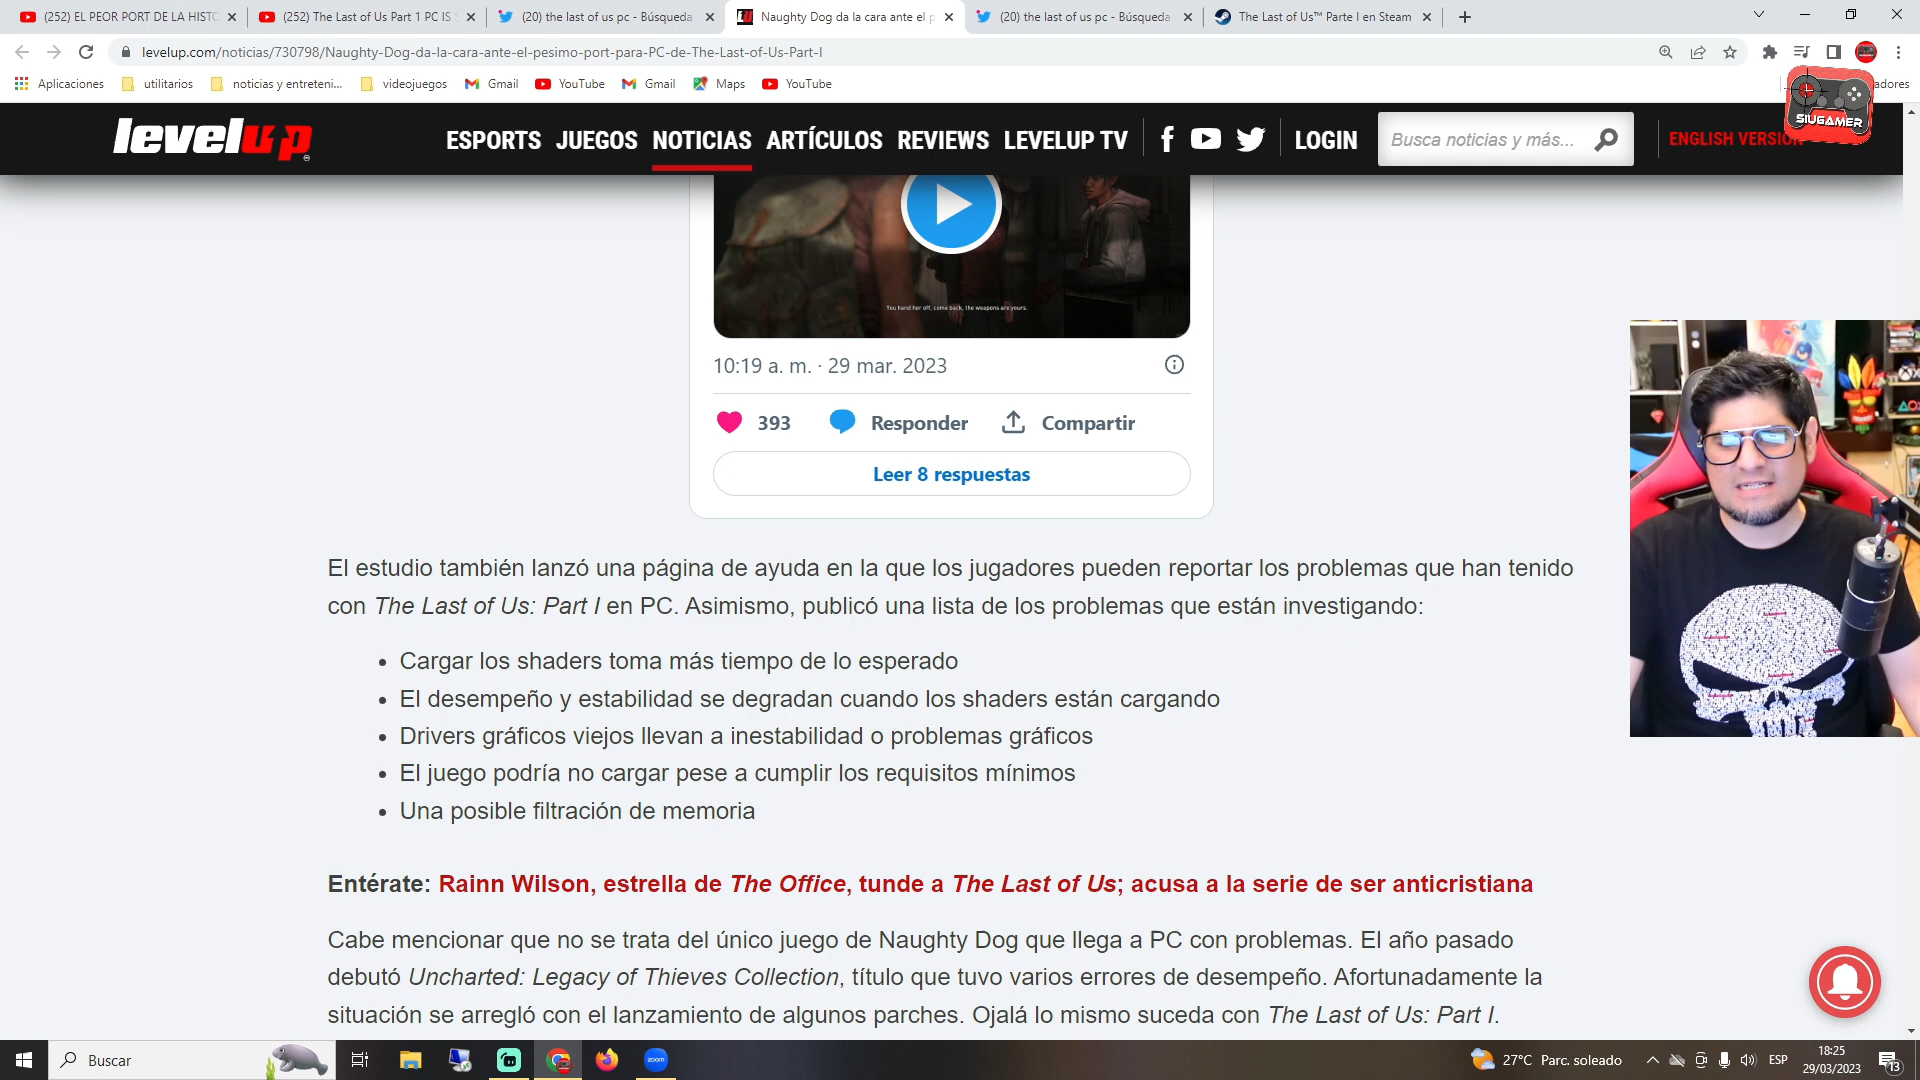 (252) EL PEOR PORT DE LA HISTO
(252) The Last of Us Part 1 PC IS S
(20) the last of us pc - Búsqueda
Naughty Dog da la cara ante el p
(20) the last of us pc - Búsqueda
The Last of Us™ Parte I en Steam
levelup.com/noticias/730798/Naughty-Dog-da-la-cara-ante-el-pesimo-port-para-PC-de-The-Last-of-Us-Part-I
Aplicaciones
utilitarios
noticias y entreteni...
videojuegos
Gmail
YouTube
Gmail
Maps
YouTube
adores
SIUGAMER
levelup
ESPORTS JUEGOS NOTICIAS ARTÍCULOS REVIEWS LEVELUP TV
LOGIN
Busca noticias y más...
ENGLISH VERSION
You hand her off, come back, the weapons are yours.
10:19 a. m. · 29 mar. 2023
393 Responder Compartir
Leer 8 respuestas
El estudio también lanzó una página de ayuda en la que los jugadores pueden reportar los problemas que han tenido
con The Last of Us: Part I en PC. Asimismo, publicó una lista de los problemas que están investigando:
• Cargar los shaders toma más tiempo de lo esperado
• El desempeño y estabilidad se degradan cuando los shaders están cargando
• Drivers gráficos viejos llevan a inestabilidad o problemas gráficos
• El juego podría no cargar pese a cumplir los requisitos mínimos
• Una posible filtración de memoria
Entérate: Rainn Wilson, estrella de The Office, tunde a The Last of Us; acusa a la serie de ser anticristiana
Cabe mencionar que no se trata del único juego de Naughty Dog que llega a PC con problemas. El año pasado
debutó Uncharted: Legacy of Thieves Collection, título que tuvo varios errores de desempeño. Afortunadamente la
situación se arregló con el lanzamiento de algunos parches. Ojalá lo mismo suceda con The Last of Us: Part I.
Buscar
zoom
27°C Parc. soleado
ESP
18:25
29/03/2023
13